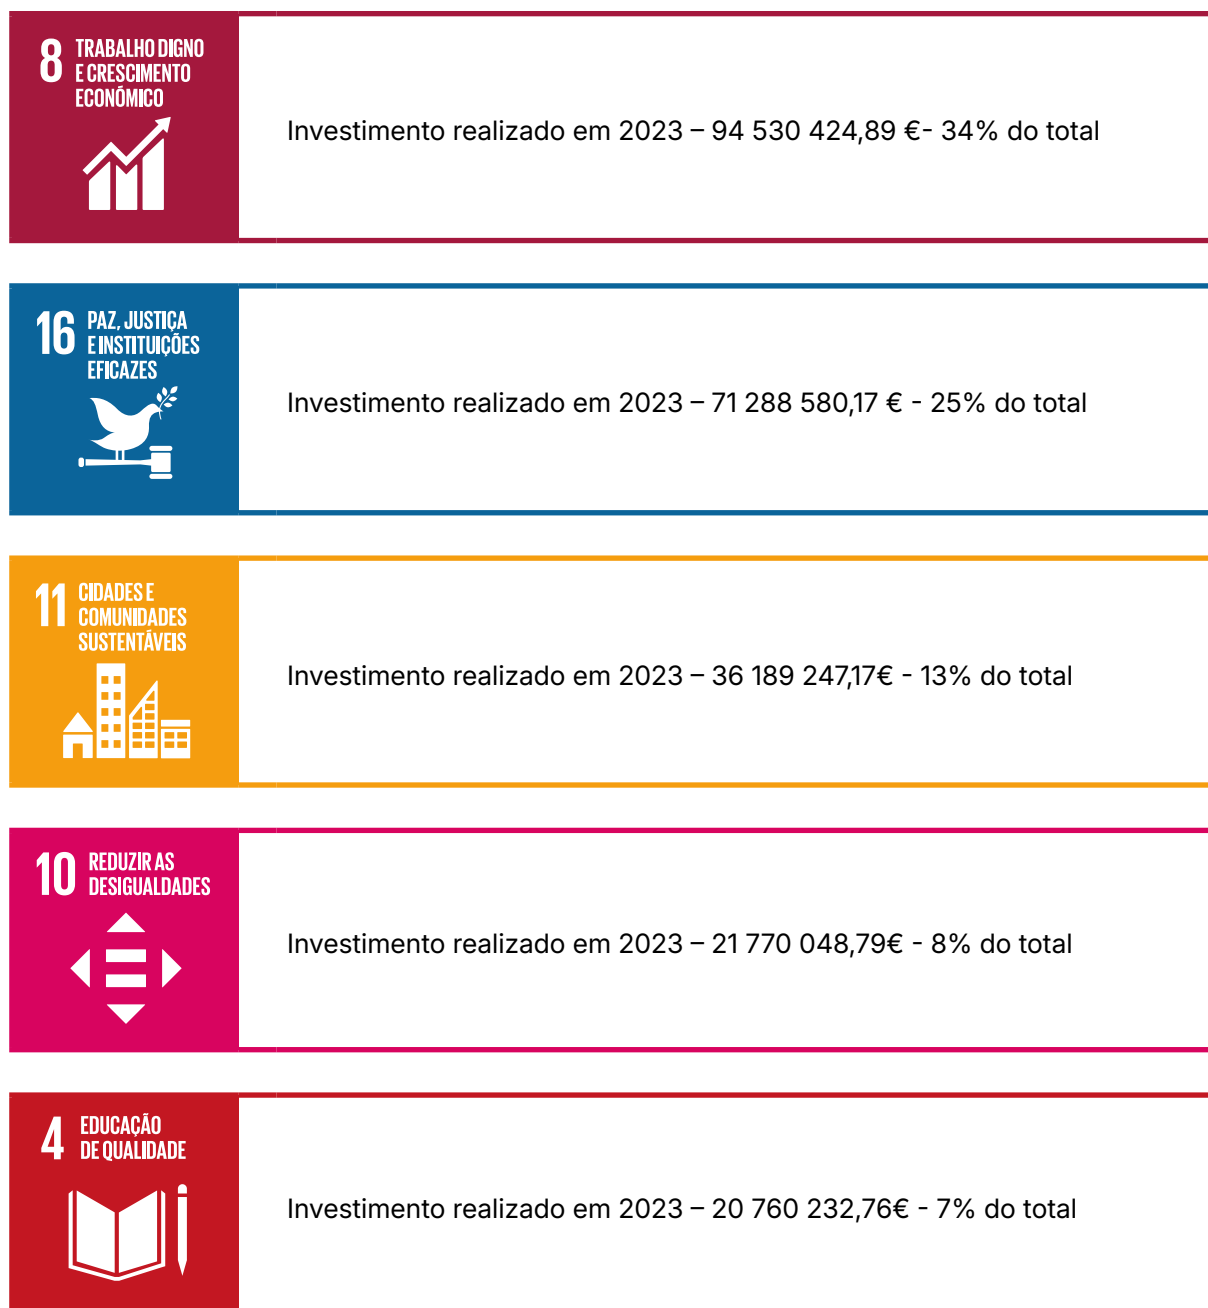 8 TRABALHO DIGNO
E CRESCIMENTO
ECONÓMICO
Investimento realizado em 2023 – 94 530 424,89 €- 34% do total
16 PAZ, JUSTIÇA
E INSTITUIÇÕES
EFICAZES
Investimento realizado em 2023 – 71 288 580,17 € - 25% do total
11 CIDADES E
COMUNIDADES
SUSTENTÁVEIS
Investimento realizado em 2023 – 36 189 247,17€ - 13% do total
10 REDUZIR AS
DESIGUALDADES
Investimento realizado em 2023 – 21 770 048,79€ - 8% do total
4 EDUCAÇÃO
DE QUALIDADE
Investimento realizado em 2023 – 20 760 232,76€ - 7% do total